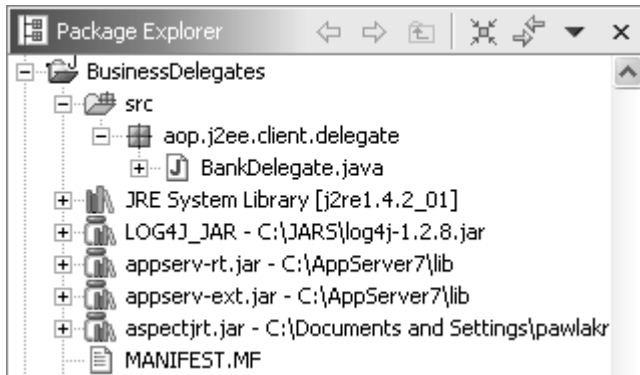 Package Explorer
BusinessDelegates
src
aop.j2ee.client.delegate
BankDelegate.java
JRE System Library [j2re1.4.2_01]
LOG4J_JAR - C:\JARS\log4j-1.2.8.jar
appserv-rt.jar - C:\AppServer7\lib
appserv-ext.jar - C:\AppServer7\lib
aspectjrt.jar - C:\Documents and Settings\pawlakr
MANIFEST.MF